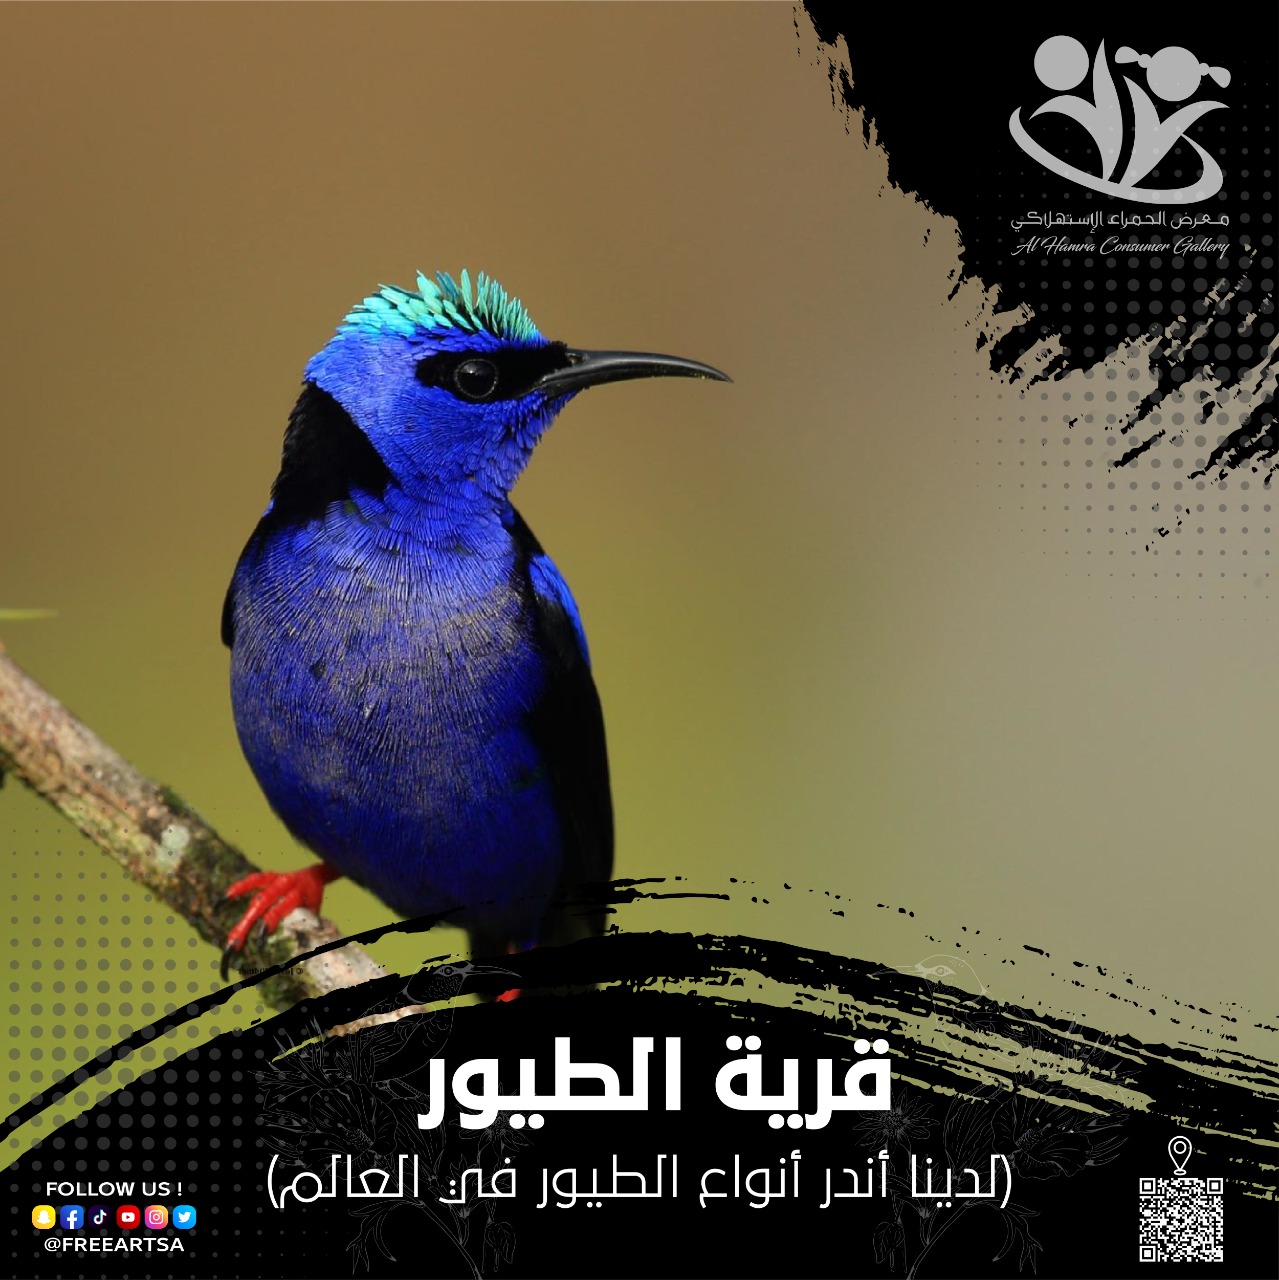 معرض الحمراء الإستهلاكي
Al Hamra Consumer Gallery
قرية الطيور
(لدينا أندر أنواع الطيور في العالم)
FOLLOW US !
@FREEARTSA